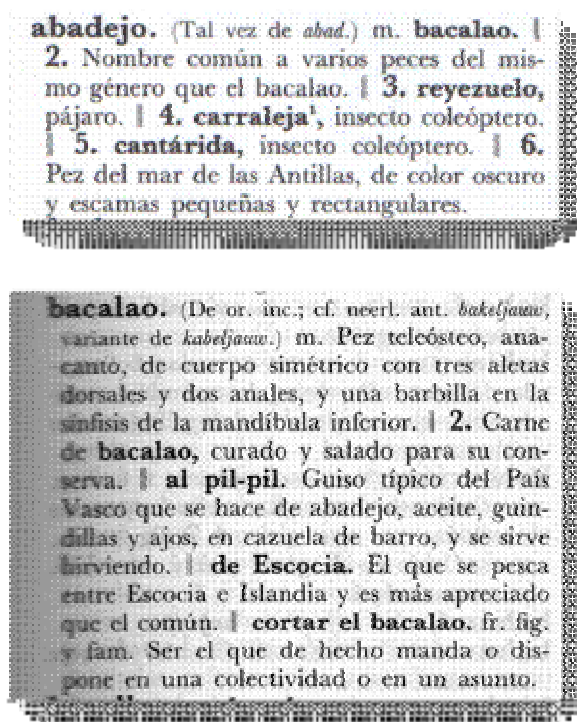 abadejo. (Tal vez de abad.) m. bacalao. ‖
2. Nombre común a varios peces del mis-
mo género que el bacalao. ‖ 3. reyezuelo,
pájaro. ‖ 4. carraleja¹, insecto coleóptero.
‖ 5. cantárida, insecto coleóptero. ‖ 6.
Pez del mar de las Antillas, de color oscuro
y escamas pequeñas y rectangulares.
bacalao. (De or. inc.; cf. neerl. ant. bakeljauw,
variante de kabeljauw.) m. Pez teleósteo, ana-
canto, de cuerpo simétrico con tres aletas
dorsales y dos anales, y una barbilla en la
sínfisis de la mandíbula inferior. ‖ 2. Carne
de bacalao, curado y salado para su con-
serva. ‖ al pil-pil. Guiso típico del País
Vasco que se hace de abadejo, aceite, guin-
dillas y ajos, en cazuela de barro, y se sirve
hirviendo. ‖ de Escocia. El que se pesca
entre Escocia e Islandia y es más apreciado
que el común. ‖ cortar el bacalao. fr. fig.
y fam. Ser el que de hecho manda o dis-
pone en una colectividad o en un asunto.